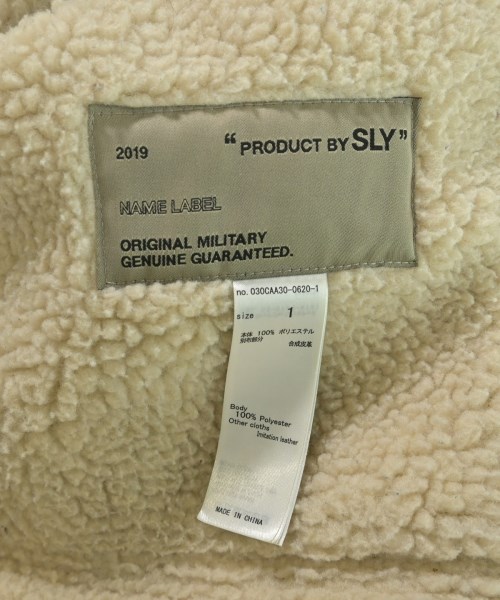 2019 “PRODUCT BY SLY”
NAME LABEL
ORIGINAL MILITARY
GENUINE GUARANTEED.
no. 030CAA30-0620-1
size 1
本体 100% ポリエステル
別布部分 合成皮革
Body
100% Polyester
Other cloths
Imitation leather
MADE IN CHINA